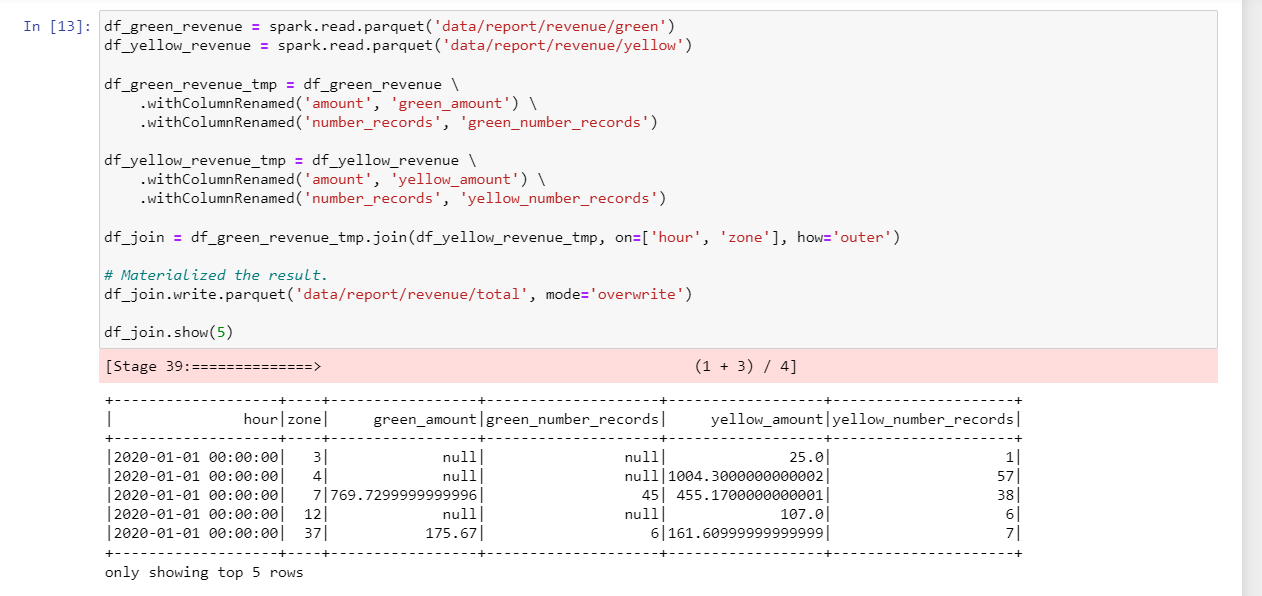 In [13]: df_green_revenue = spark.read.parquet('data/report/revenue/green')
df_yellow_revenue = spark.read.parquet('data/report/revenue/yellow')
df_green_revenue_tmp = df_green_revenue \
    .withColumnRenamed('amount', 'green_amount') \
    .withColumnRenamed('number_records', 'green_number_records')
df_yellow_revenue_tmp = df_yellow_revenue \
    .withColumnRenamed('amount', 'yellow_amount') \
    .withColumnRenamed('number_records', 'yellow_number_records')
df_join = df_green_revenue_tmp.join(df_yellow_revenue_tmp, on=['hour', 'zone'], how='outer')
# Materialized the result.
df_join.write.parquet('data/report/revenue/total', mode='overwrite')
df_join.show(5)
[Stage 39:==============>                                           (1 + 3) / 4]
+-------------------+----+-----------------+--------------------+------------------+---------------------+
|               hour|zone|     green_amount|green_number_records|     yellow_amount|yellow_number_records|
+-------------------+----+-----------------+--------------------+------------------+---------------------+
|2020-01-01 00:00:00|   3|             null|                null|              25.0|                    1|
|2020-01-01 00:00:00|   4|             null|                null|1004.3000000000002|                   57|
|2020-01-01 00:00:00|   7|769.7299999999996|                  45| 455.1700000000001|                   38|
|2020-01-01 00:00:00|  12|             null|                null|             107.0|                    6|
|2020-01-01 00:00:00|  37|           175.67|                   6|161.60999999999999|                    7|
+-------------------+----+-----------------+--------------------+------------------+---------------------+
only showing top 5 rows